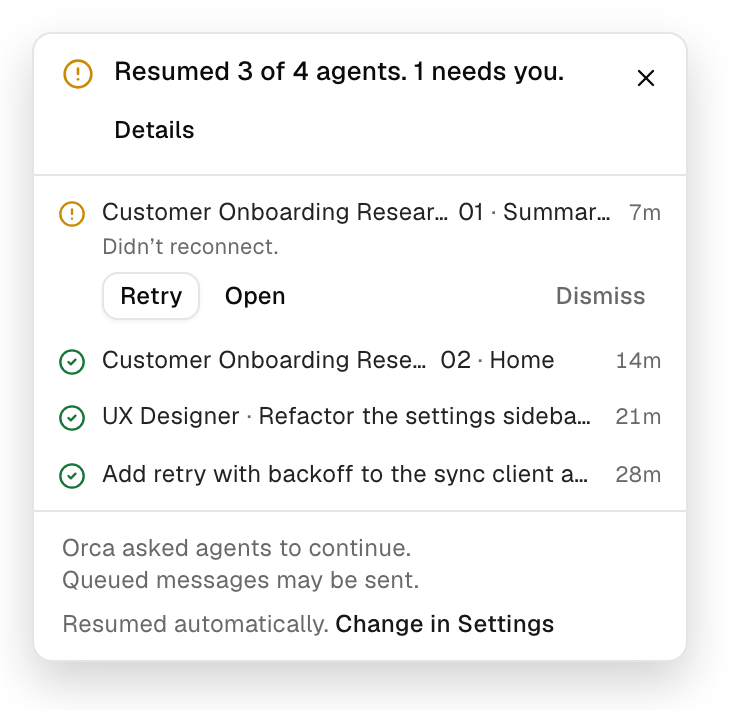 Resumed 3 of 4 agents. 1 needs you.
Details
Customer Onboarding Resear… 01 · Summar… 7m
Didn’t reconnect.
Retry Open Dismiss
Customer Onboarding Rese… 02 · Home 14m
UX Designer · Refactor the settings sideba… 21m
Add retry with backoff to the sync client a… 28m
Orca asked agents to continue.
Queued messages may be sent.
Resumed automatically. Change in Settings